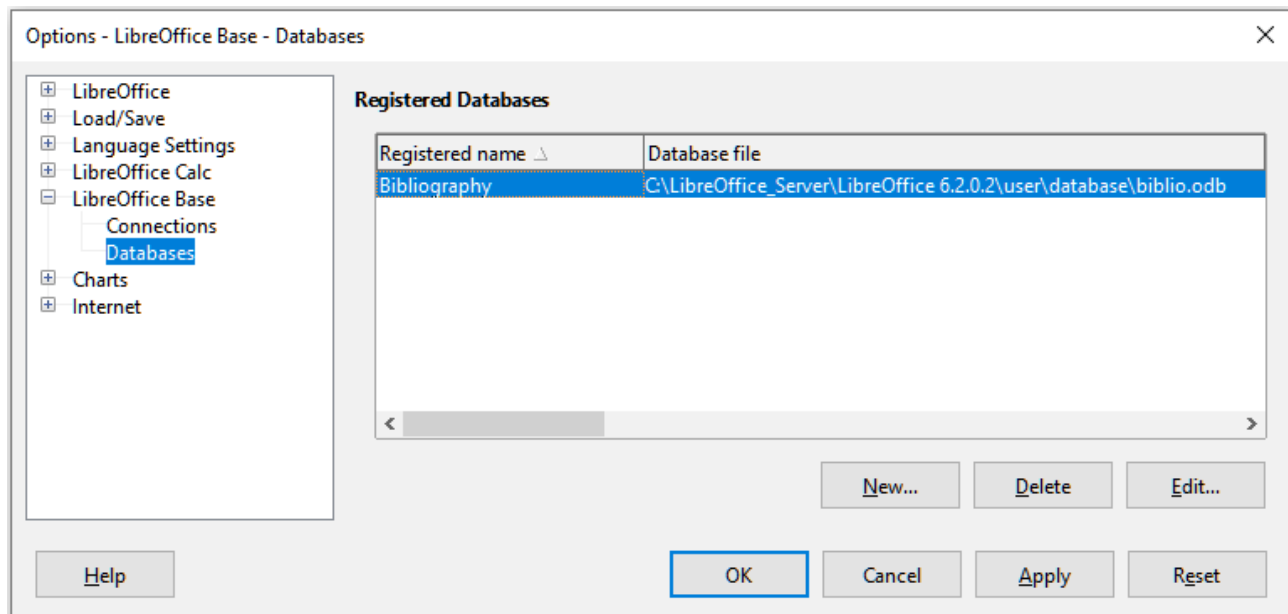 Options - LibreOffice Base - Databases
LibreOffice
Load/Save
Language Settings
LibreOffice Calc
LibreOffice Base
Connections
Databases
Charts
Internet
Registered Databases
Registered name Database file
Bibliography C:\LibreOffice_Server\LibreOffice 6.2.0.2\user\database\biblio.odb
New... Delete Edit...
Help OK Cancel Apply Reset